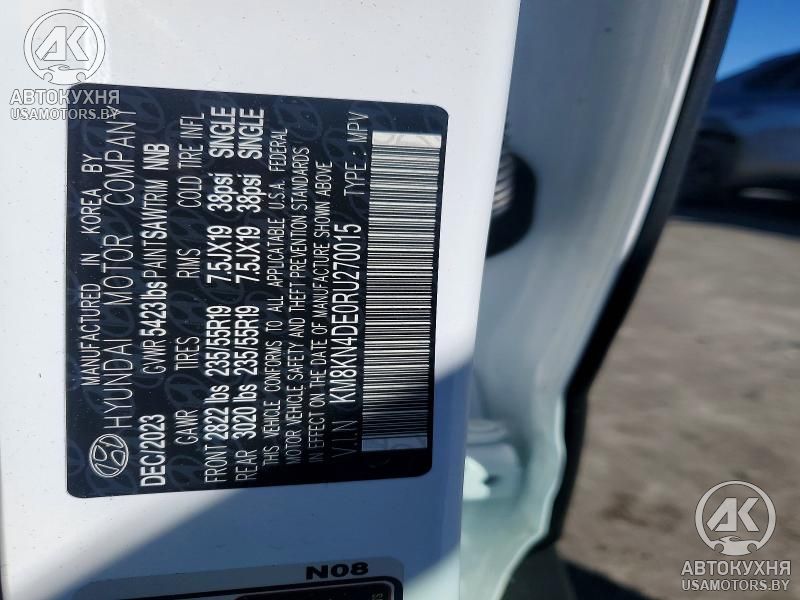 АВТОКУХНЯ
USAMOTORS.BY
MANUFACTURED IN KOREA BY
HYUNDAI MOTOR COMPANY
DEC/2023 GVWR 5423 lbs PAINT SAW TRIM NNB
GAWR TIRES RIMS COLD TIRE INFL
FRONT 2822 lbs 235/55R19 7.5JX19 38psi SINGLE
REAR 3020 lbs 235/55R19 7.5JX19 38psi SINGLE
THIS VEHICLE CONFORMS TO ALL APPLICABLE U.S.A. FEDERAL
MOTOR VEHICLE SAFETY AND THEFT PREVENTION STANDARDS
IN EFFECT ON THE DATE OF MANUFACTURE SHOWN ABOVE
V.I.N KM8KN4DE0RU270015
TYPE : MPV
N08
АВТОКУХНЯ
USAMOTORS.BY